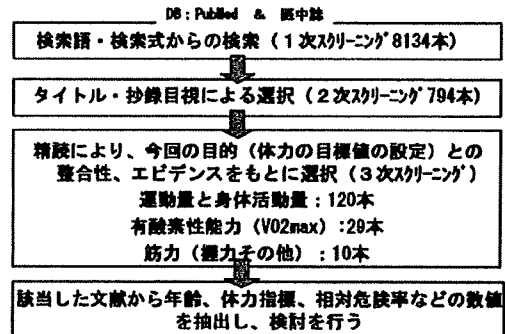 DB：PubMed ＆ 医中誌
検索語・検索式からの検索（１次ｽｸﾘｰﾆﾝｸﾞ8134本）
タイトル・抄録目視による選択（２次ｽｸﾘｰﾆﾝｸﾞ794本）
精読により、今回の目的（体力の目標値の設定）との
整合性、エビデンスをもとに選択（３次ｽｸﾘｰﾆﾝｸﾞ）
運動量と身体活動量：120本
有酸素性能力（VO2max）:29本
筋力（握力その他）：10本
該当した文献から年齢、体力指標、相対危険率などの数値
を抽出し、検討を行う